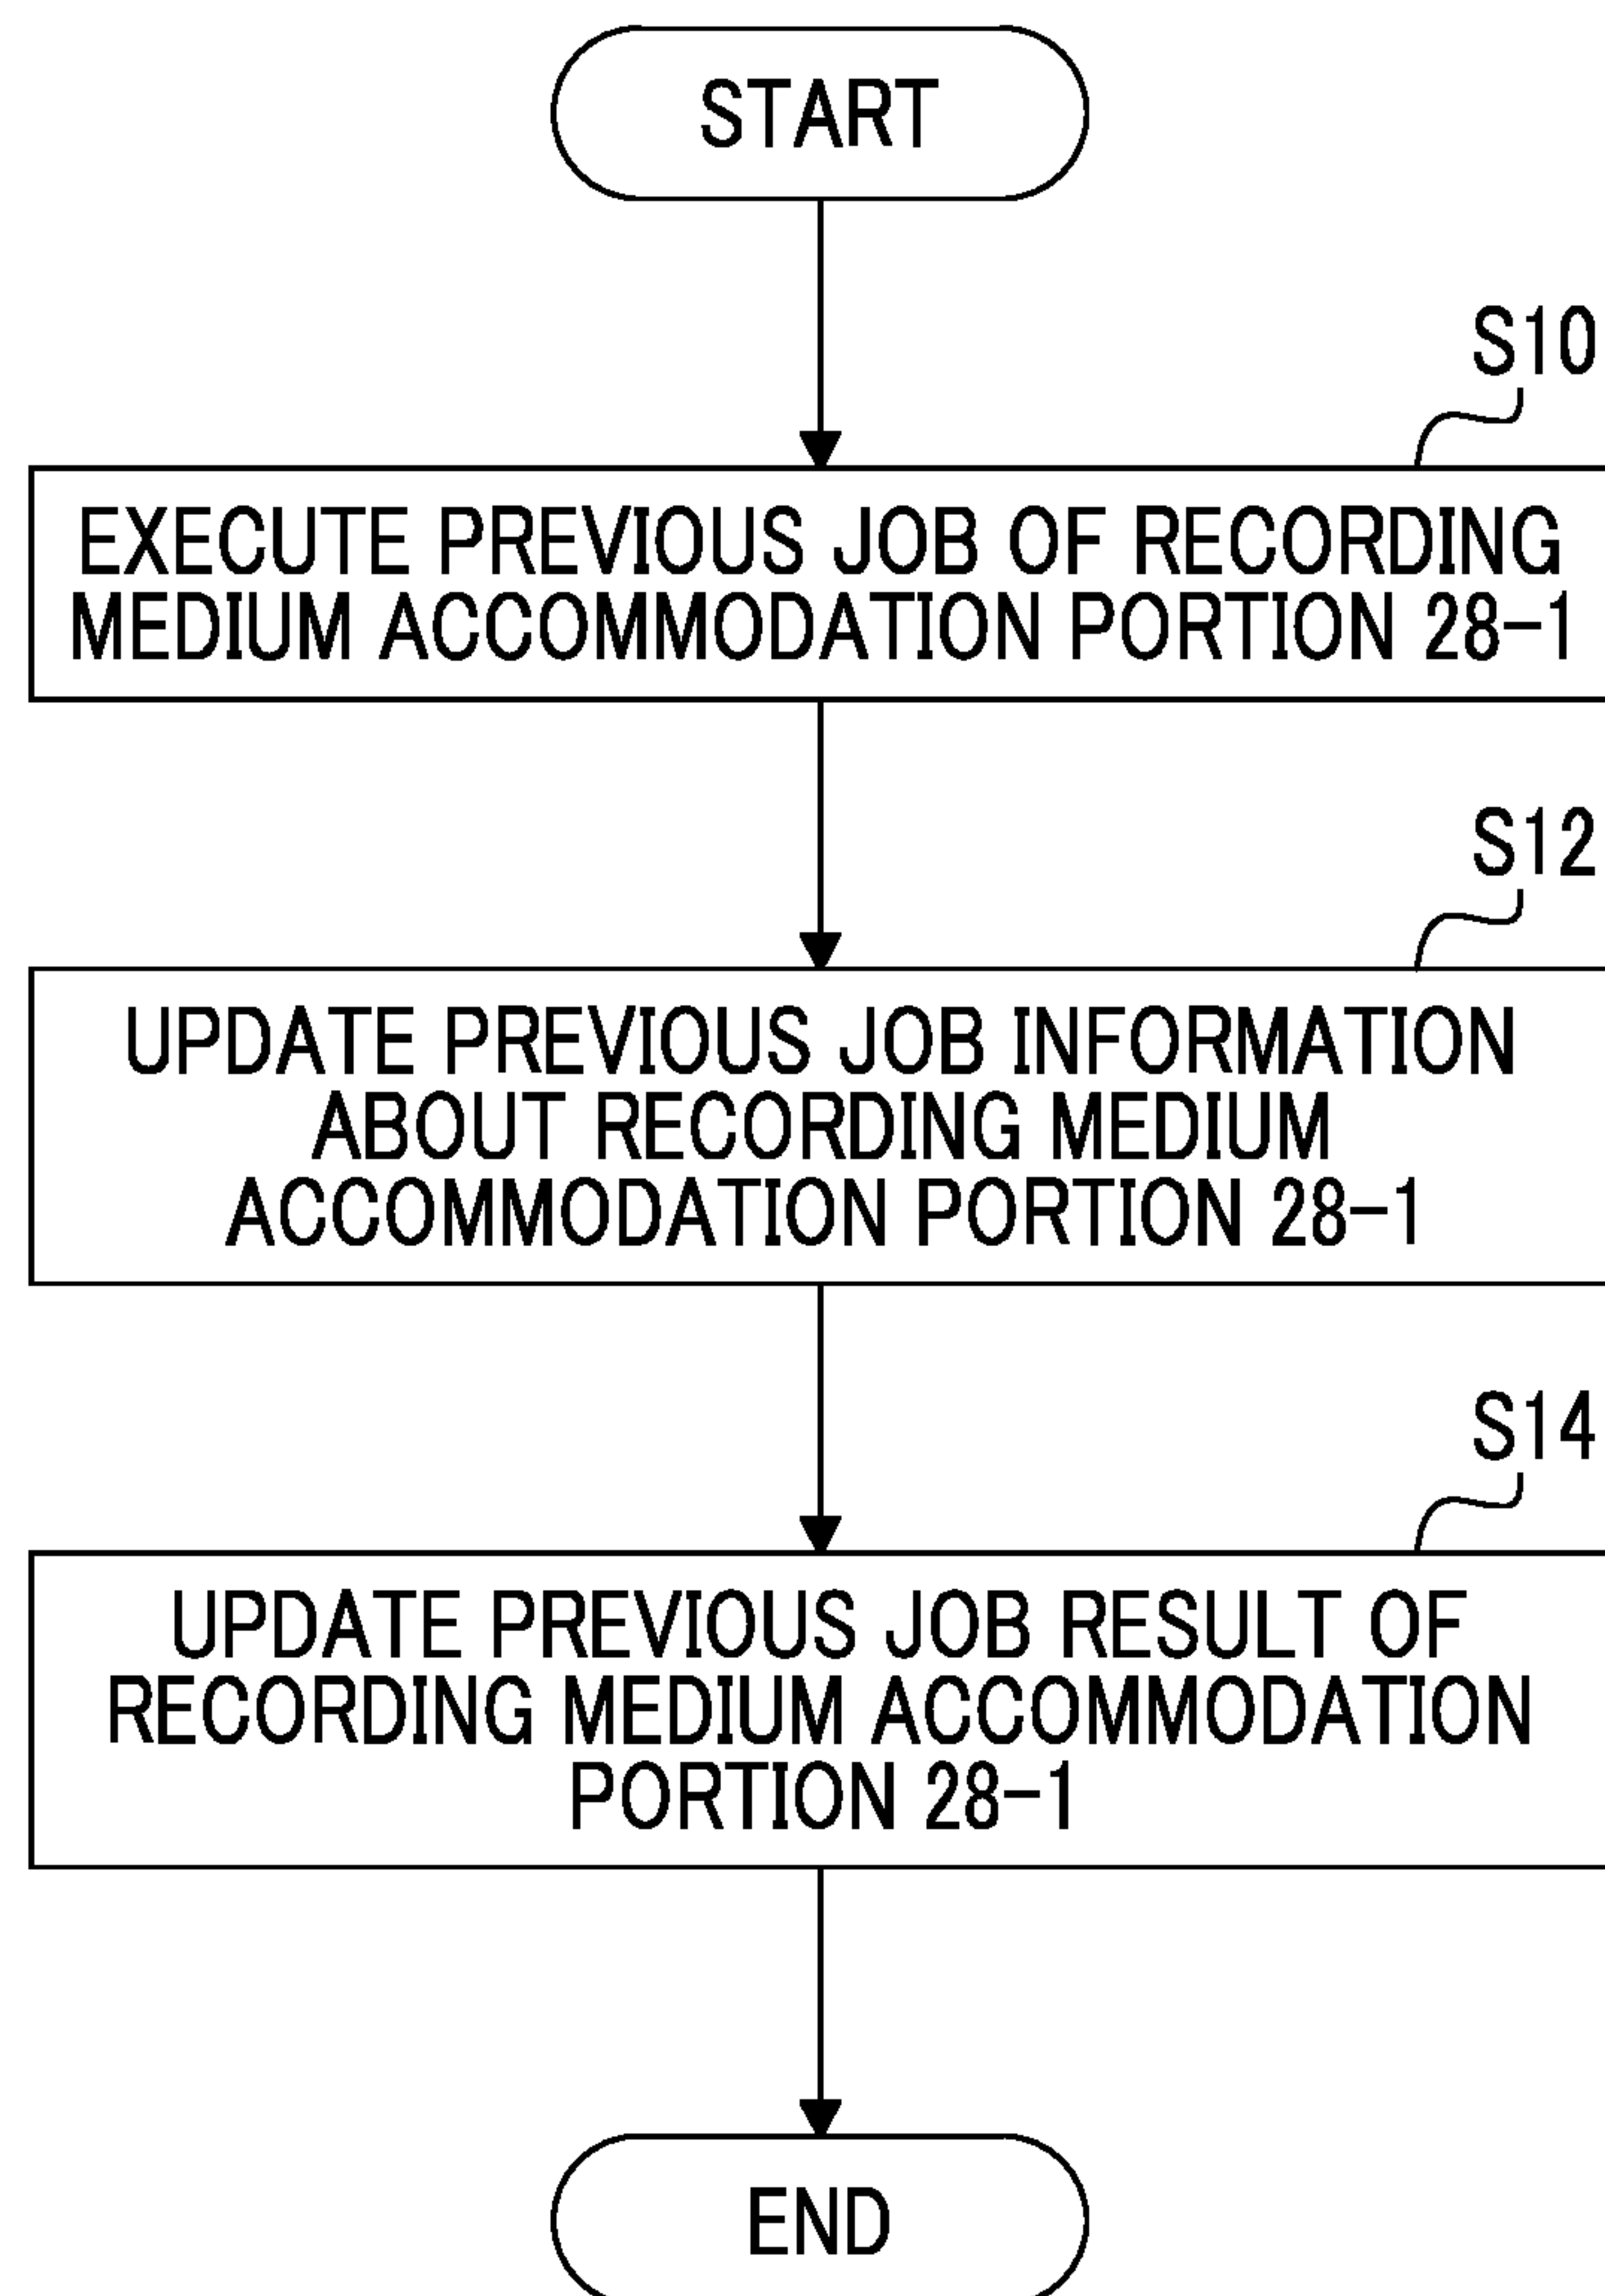 START
S10
EXECUTE PREVIOUS JOB OF RECORDING
MEDIUM ACCOMMODATION PORTION 28-1
S12
UPDATE PREVIOUS JOB INFORMATION
ABOUT RECORDING MEDIUM
ACCOMMODATION PORTION 28-1
S14
UPDATE PREVIOUS JOB RESULT OF
RECORDING MEDIUM ACCOMMODATION
PORTION 28-1
END